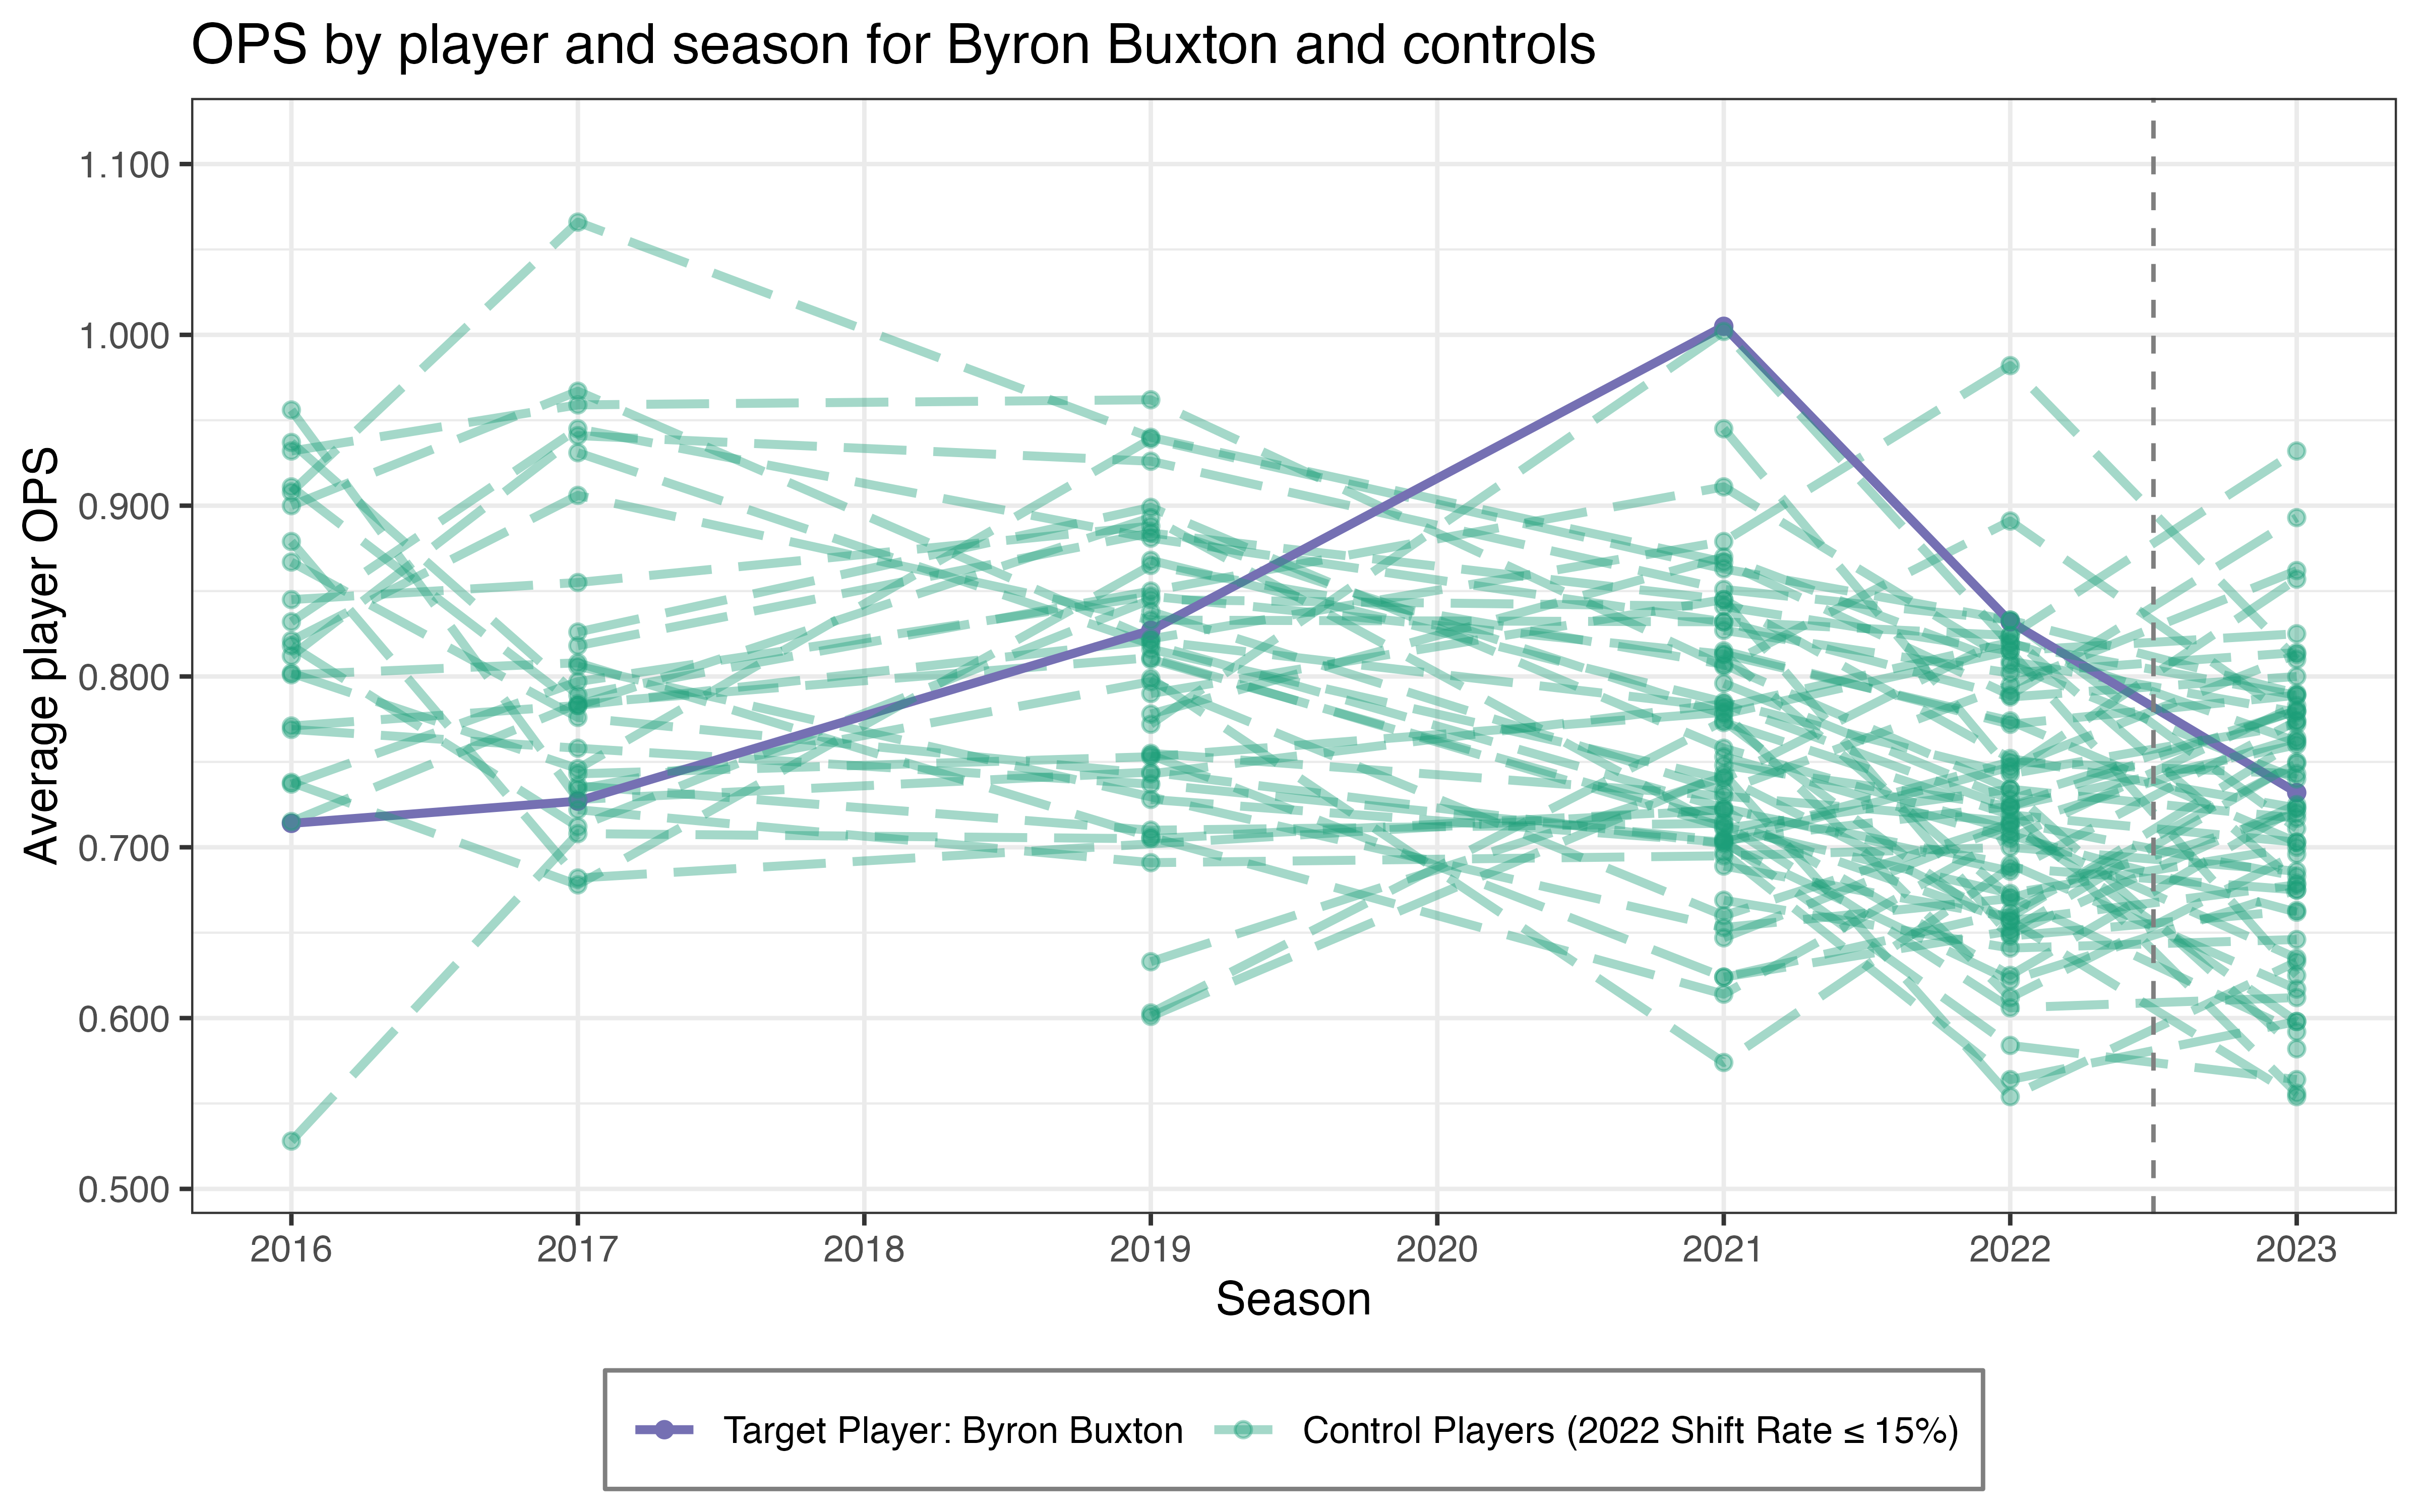 OPS by player and season for Byron Buxton and controls
Average player OPS
1.100
1.000
0.900
0.800
0.700
0.600
0.500
2016 2017 2018 2019 2020 2021 2022 2023
Season
Target Player: Byron Buxton Control Players (2022 Shift Rate ≤ 15%)